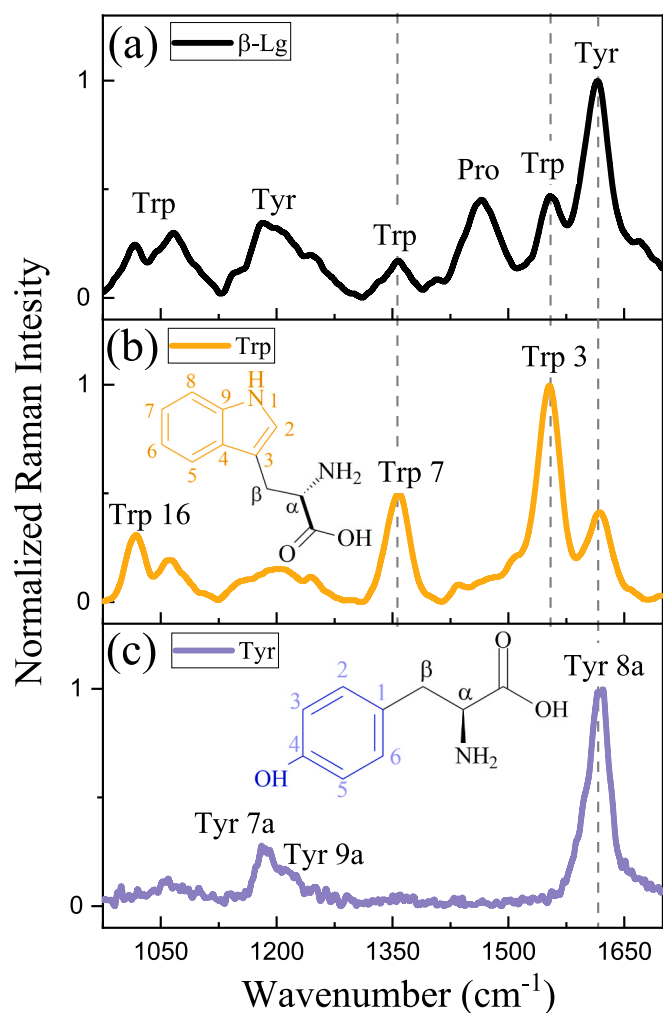 (a)
β-Lg
1
0
Trp
Tyr
Trp
Pro
Trp
Tyr
(b)
Trp
1
0
Trp 16
Trp 7
Trp 3
H
N
1
2
3
4
5
6
7
8
9
β
α
NH2
OH
O
(c)
Tyr
1
0
Tyr 7a
Tyr 9a
Tyr 8a
1
2
3
4
5
6
OH
β
α
O
OH
NH2
1050
1200
1350
1550
1650
Wavenumber (cm-1)
Normalized Raman Intesity